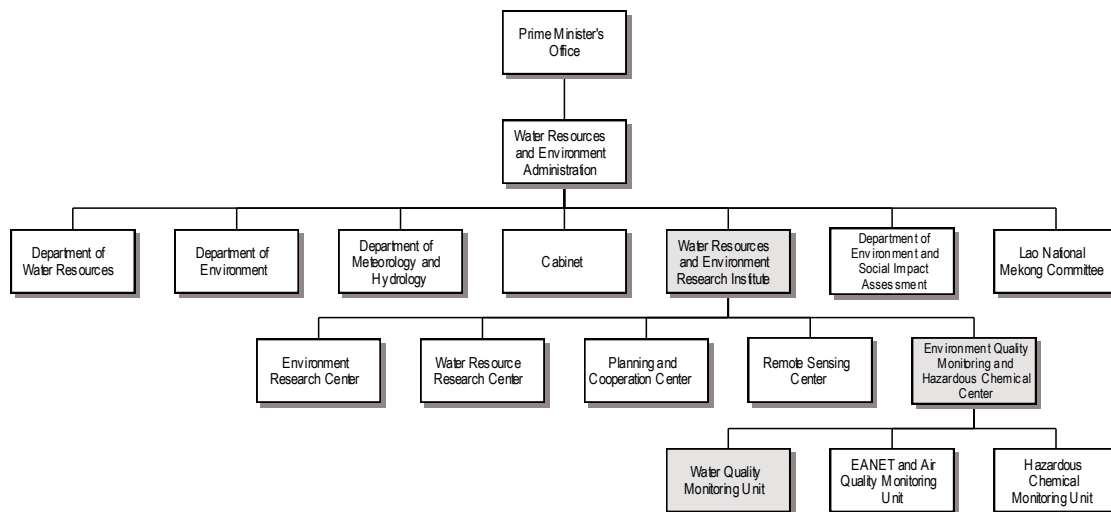 Prime Minister's
Office
Water Resources
and Environment
Administration
Department of
Water Resources
Department of
Environment
Department of
Meteorology and
Hydrology
Cabinet
Water Resources
and Environment
Research Institute
Department of
Environment and
Social Impact
Assessment
Lao National
Mekong Committee
Environment
Research Center
Water Resource
Research Center
Planning and
Cooperation Center
Remote Sensing
Center
Environment Quality
Monitoring and
Hazardous Chemical
Center
Water Quality
Monitoring Unit
EANET and Air
Quality Monitoring
Unit
Hazardous
Chemical
Monitoring Unit